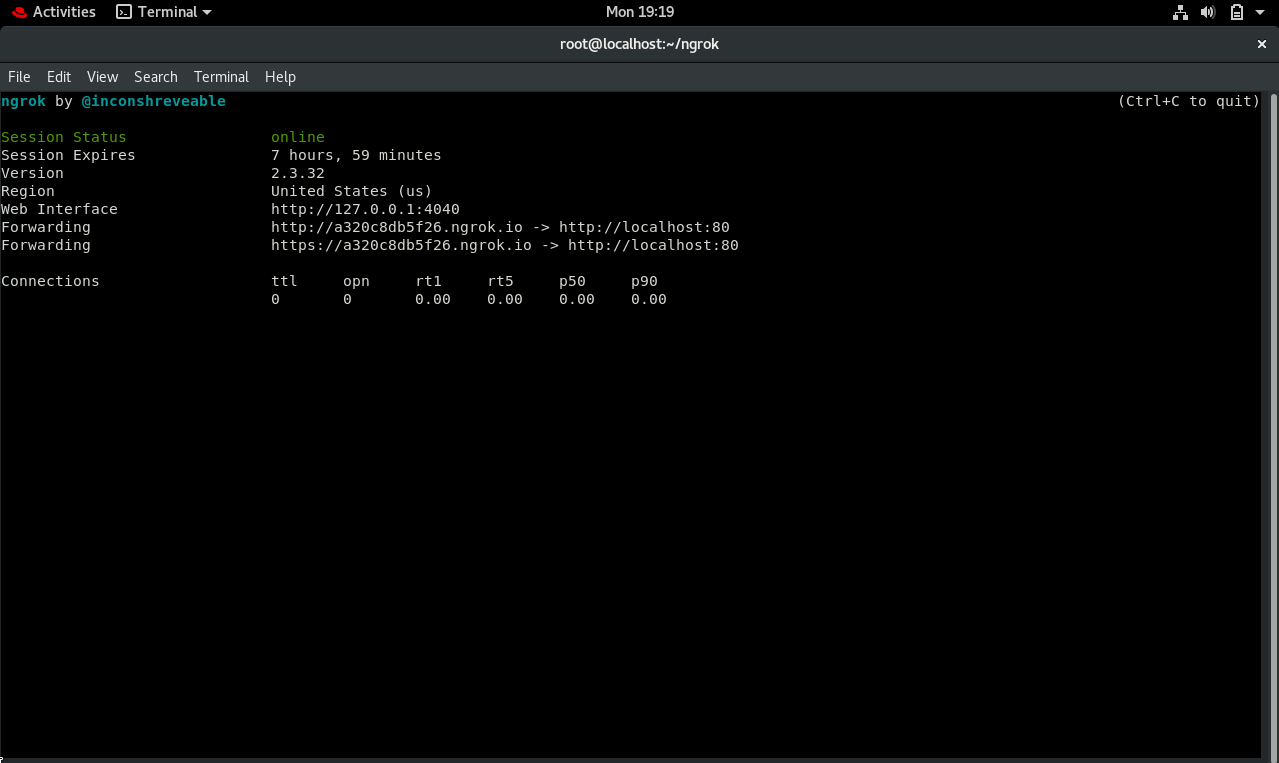 Activities Terminal Mon 19:19
root@localhost:~/ngrok ×
File Edit View Search Terminal Help
ngrok by @inconshreveable (Ctrl+C to quit)
Session Status online
Session Expires 7 hours, 59 minutes
Version 2.3.32
Region United States (us)
Web Interface http://127.0.0.1:4040
Forwarding http://a320c8db5f26.ngrok.io -> http://localhost:80
Forwarding https://a320c8db5f26.ngrok.io -> http://localhost:80
Connections ttl opn rt1 rt5 p50 p90
0 0 0.00 0.00 0.00 0.00